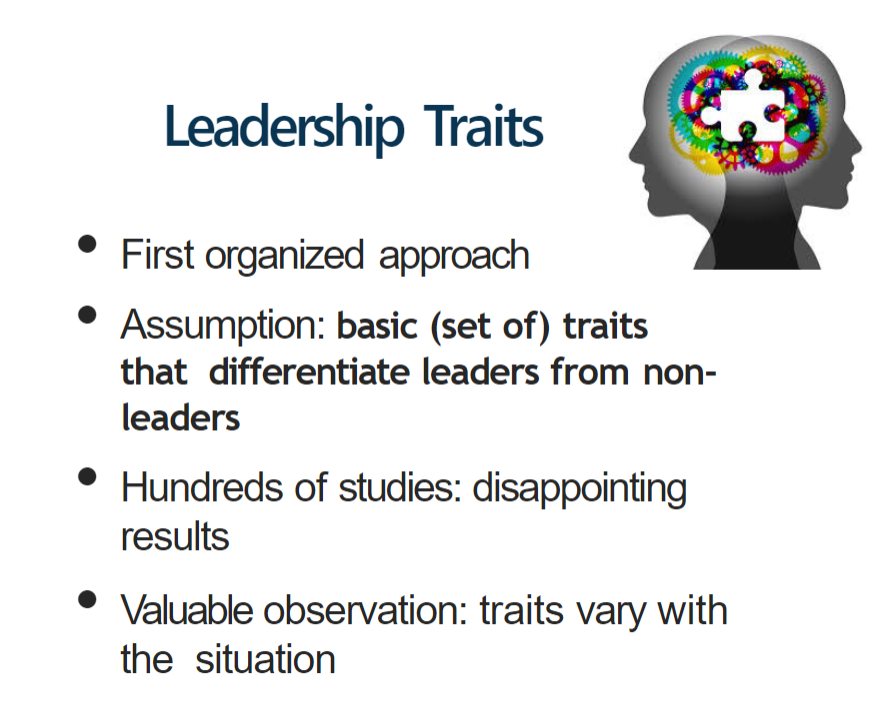 Leadership Traits
• First organized approach
• Assumption: basic (set of) traits
that differentiate leaders from non-
leaders
• Hundreds of studies: disappointing
results
• Valuable observation: traits vary with
the situation